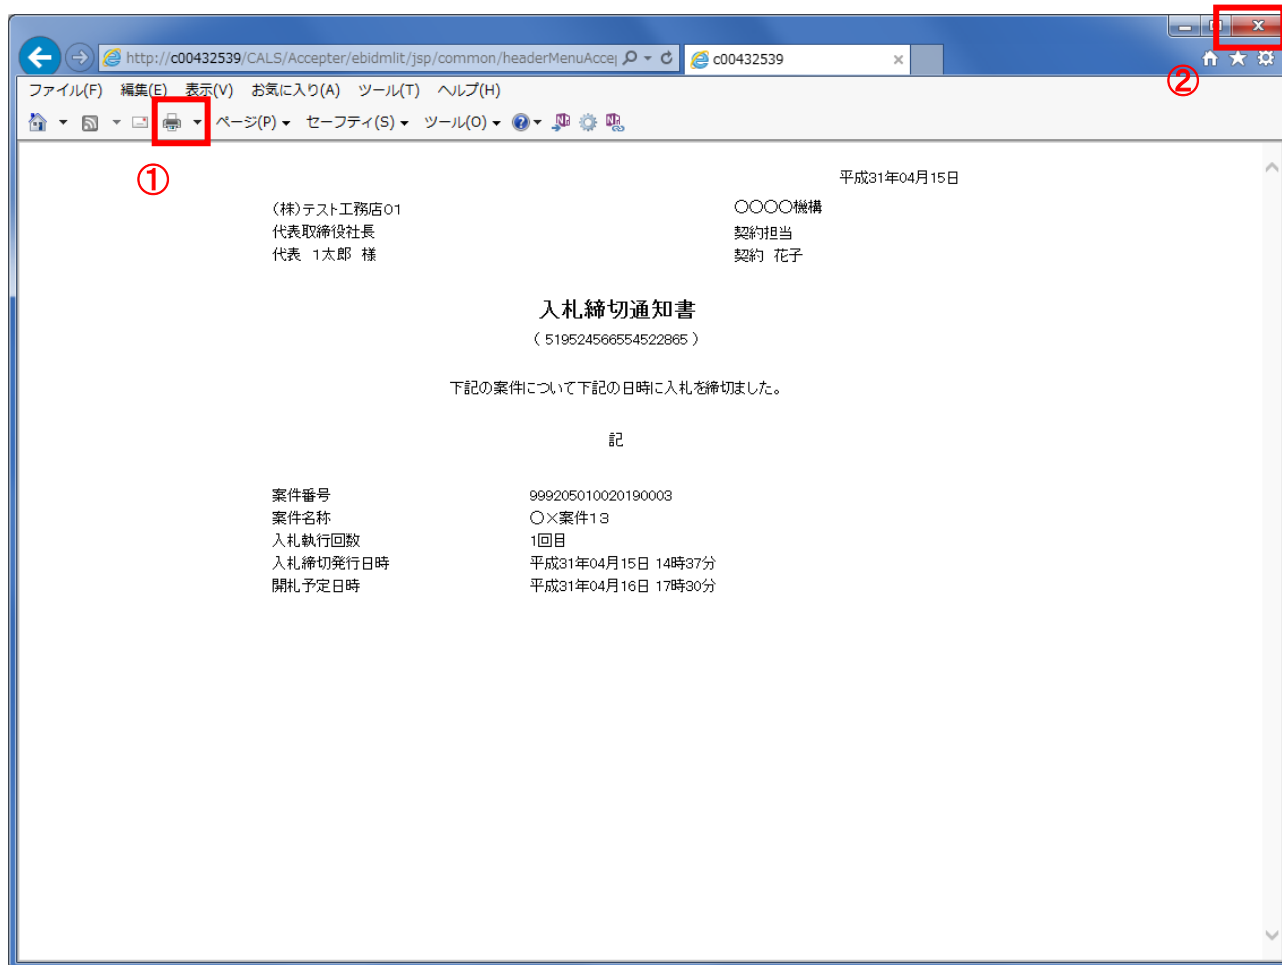 http://c00432539/CALS/Accepter/ebidmlit/jsp/common/headerMenuAccep
c00432539
②
ファイル(F) 編集(E) 表示(V) お気に入り(A) ツール(T) ヘルプ(H)
ページ(P) セーフティ(S) ツール(O)
①
平成31年04月15日
(株)テスト工務店01
〇〇〇〇機構
代表取締役社長
契約担当
代表 1太郎 様
契約 花子
入札締切通知書
( 519524566554522865 )
下記の案件について下記の日時に入札を締切ました。
記
案件番号 999205010020190003
案件名称 〇×案件13
入札執行回数 1回目
入札締切発行日時 平成31年04月15日 14時37分
開札予定日時 平成31年04月16日 17時30分